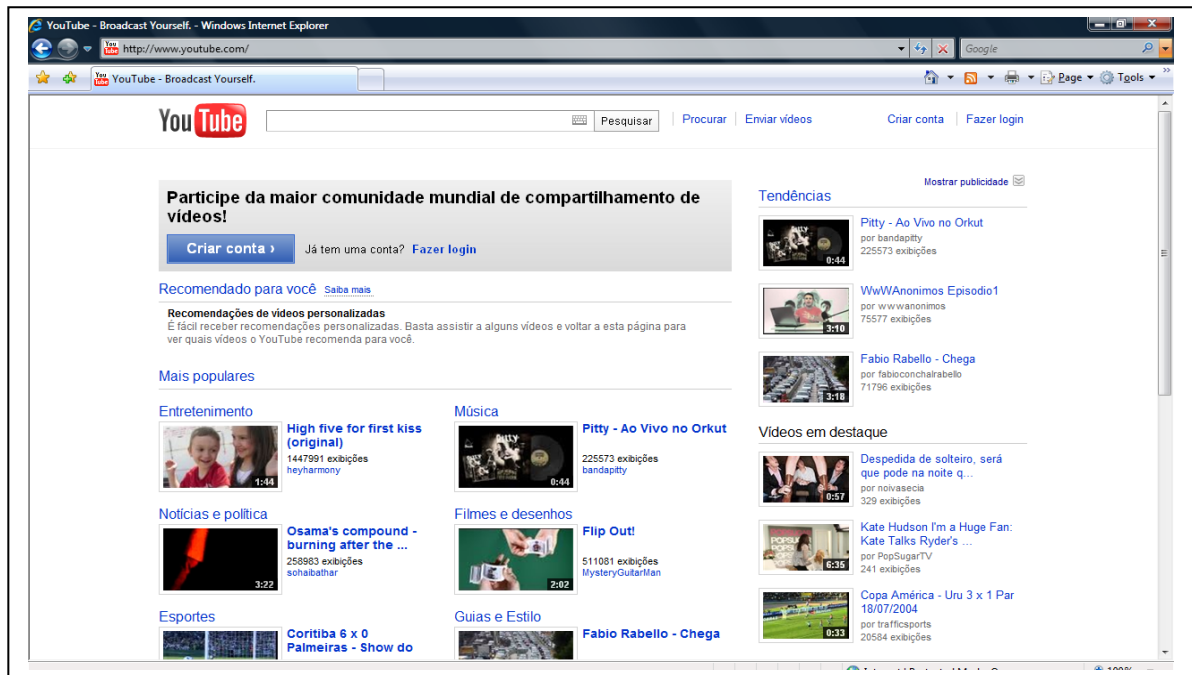 YouTube - Broadcast Yourself. - Windows Internet Explorer
http://www.youtube.com/
Google
YouTube - Broadcast Yourself.
Page
Tools
YouTube
Pesquisar
Procurar
Enviar vídeos
Criar conta
Fazer login
Participe da maior comunidade mundial de compartilhamento de
vídeos!
Criar conta ›
Já tem uma conta? Fazer login
Recomendado para você Saiba mais
Recomendações de vídeos personalizadas
É fácil receber recomendações personalizadas. Basta assistir a alguns vídeos e voltar a esta página para
ver quais vídeos o YouTube recomenda para você.
Mais populares
Entretenimento
1:44
High five for first kiss
(original)
1447991 exibições
heyharmony
Música
PITTY
0:44
Pitty - Ao Vivo no Orkut
225573 exibições
bandapitty
Notícias e política
3:22
Osama's compound -
burning after the ...
258983 exibições
sohaibathar
Filmes e desenhos
2:02
Flip Out!
511081 exibições
MysteryGuitarMan
Esportes
Coritiba 6 x 0
Palmeiras - Show do
Guias e Estilo
Fabio Rabello - Chega
Mostrar publicidade
Tendências
0:44
Pitty - Ao Vivo no Orkut
por bandapitty
225573 exibições
3:10
WwWAnonimos Episodio1
por wwwanonimos
75577 exibições
3:18
Fabio Rabello - Chega
por fabioconchalrabello
71796 exibições
Vídeos em destaque
0:57
Despedida de solteiro, será
que pode na noite q...
por noivasecia
329 exibições
6:35
Kate Hudson I'm a Huge Fan:
Kate Talks Ryder's ...
por PopSugarTV
241 exibições
0:33
Copa América - Uru 3 x 1 Par
18/07/2004
por trafficsports
20584 exibições
100%